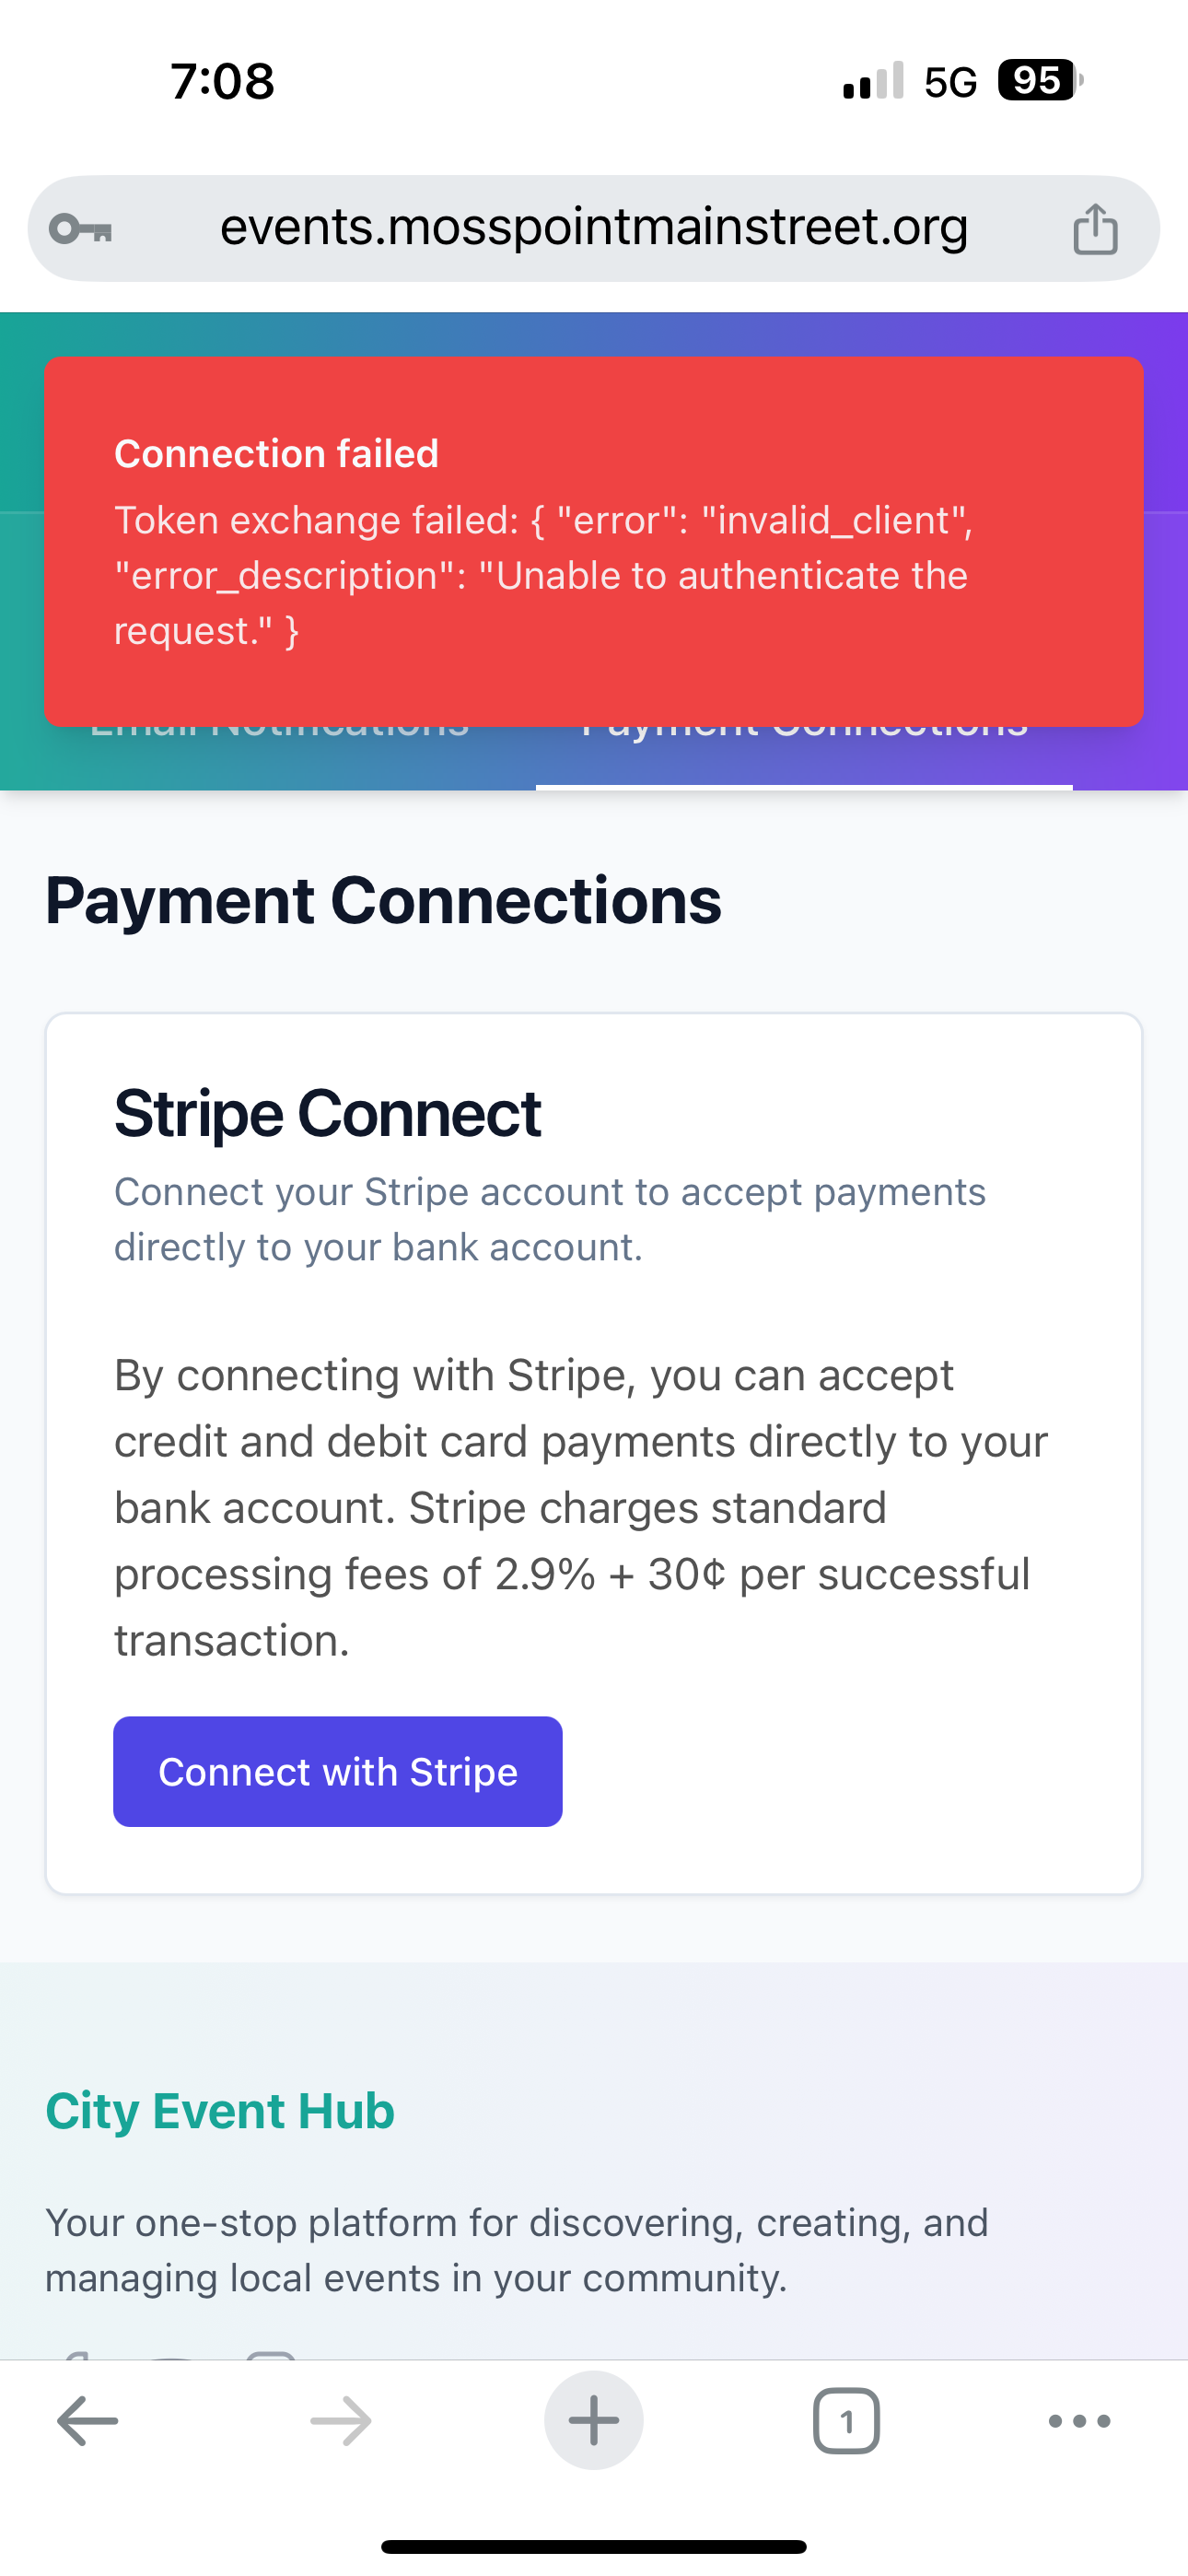 7:08
5G
95
events.mosspointmainstreet.org
Connection failed
Token exchange failed: { "error": "invalid_client",
"error_description": "Unable to authenticate the
request." }
Email Notifications
Payment Connections
Payment Connections
Stripe Connect
Connect your Stripe account to accept payments
directly to your bank account.
By connecting with Stripe, you can accept
credit and debit card payments directly to your
bank account. Stripe charges standard
processing fees of 2.9% + 30¢ per successful
transaction.
Connect with Stripe
City Event Hub
Your one-stop platform for discovering, creating, and
managing local events in your community.
1